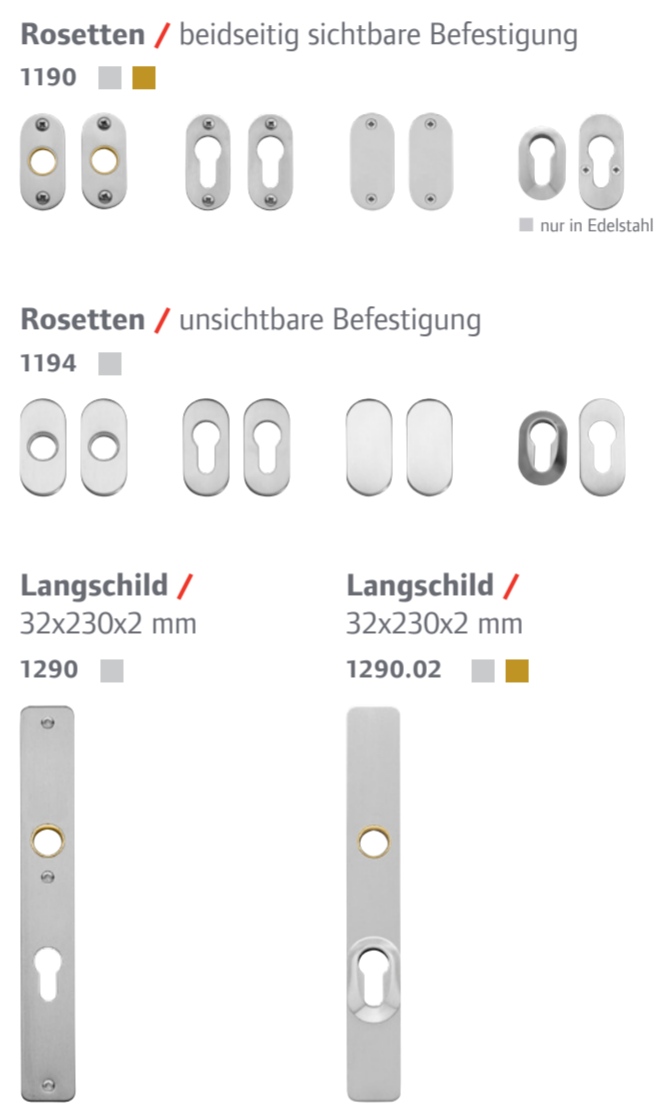 Rosetten / beidseitig sichtbare Befestigung
1190
nur in Edelstahl
Rosetten / unsichtbare Befestigung
1194
Langschild /
32x230x2 mm
1290
Langschild /
32x230x2 mm
1290.02